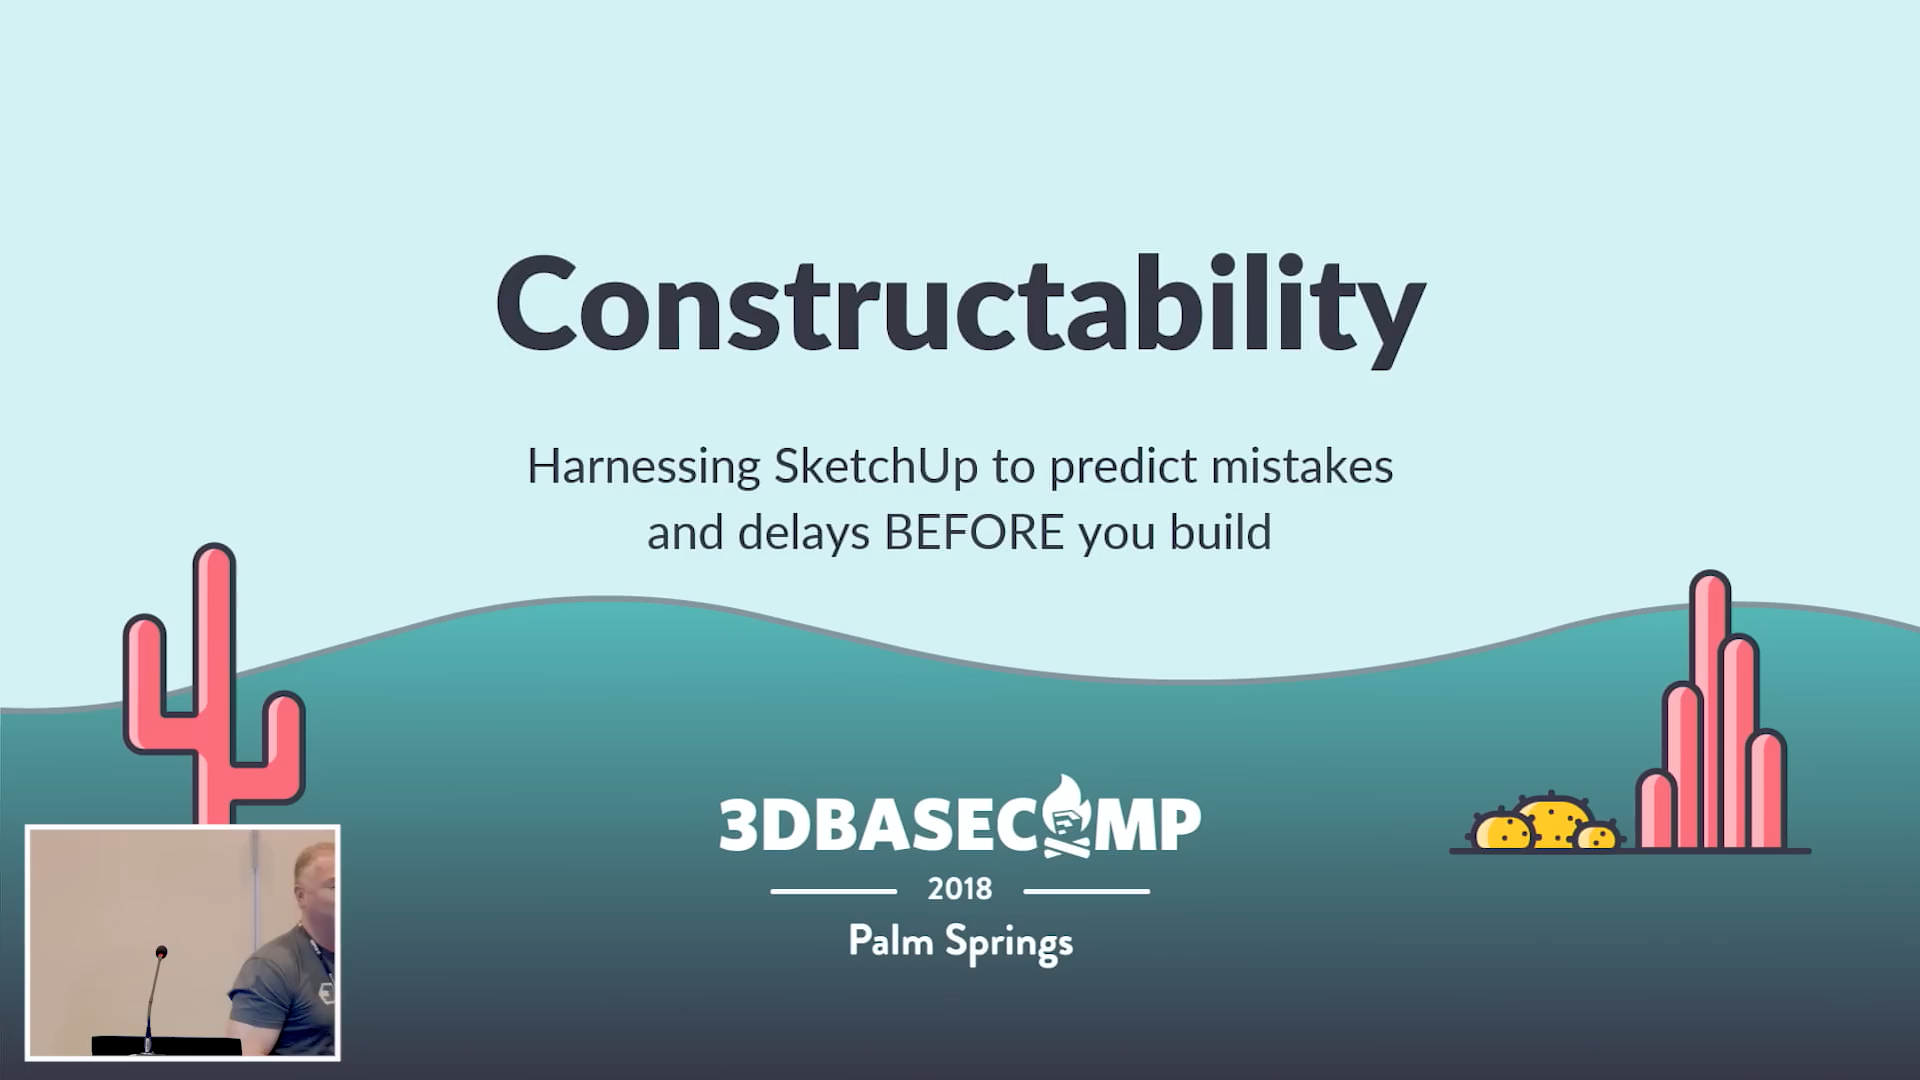 Constructability
Harnessing SketchUp to predict mistakes
and delays BEFORE you build
3DBASECAMP
2018
Palm Springs